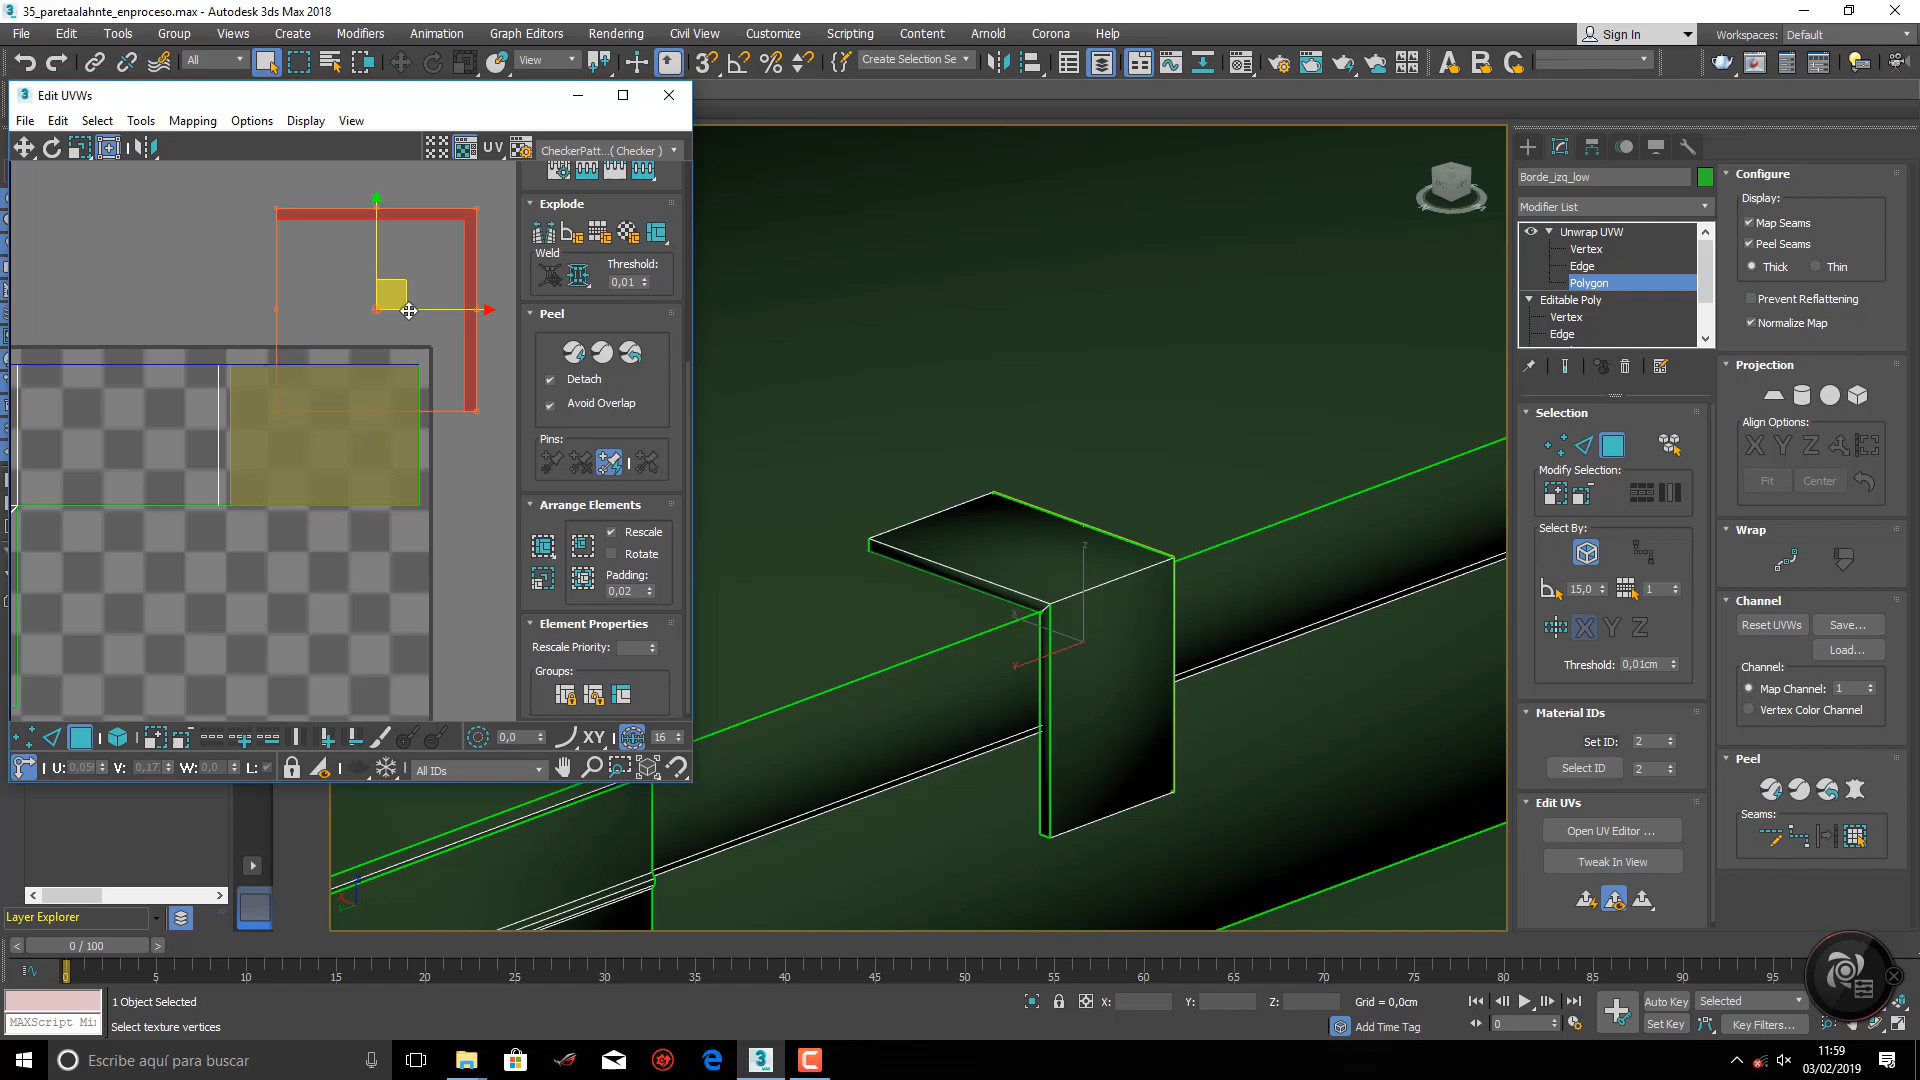 35_paretaalahnte_enproceso.max - Autodesk 3ds Max 2018
File Edit Tools Group Views Create Modifiers Animation Graph Editors Rendering Civil View Customize Scripting Content Arnold Corona Help
Sign In
Workspaces: Default
All
View
Create Selection Se
Edit UVWs
File Edit Select Tools Mapping Options Display View
UV
CheckerPatt...( Checker )
Explode
Weld
Threshold:
0,01
Peel
Detach
Avoid Overlap
Pins:
Arrange Elements
Rescale
Rotate
Padding:
0,02
Element Properties
Rescale Priority:
Groups:
0,0
XY
16
U:
V:
W: 0,0
L:
All IDs
Borde_izq_low
Modifier List
Unwrap UVW
Vertex
Edge
Polygon
Editable Poly
Vertex
Edge
Selection
Modify Selection:
Select By:
15,0
1
X Y Z
Threshold: 0,01cm
Material IDs
Set ID: 2
Select ID 2
Edit UVs
Open UV Editor ...
Tweak In View
Configure
Display:
Map Seams
Peel Seams
Thick Thin
Prevent Reflattening
Normalize Map
Projection
Align Options:
X Y Z
Fit Center
Wrap
Channel
Reset UVWs Save...
Load...
Channel:
Map Channel: 1
Vertex Color Channel
Peel
Seams:
z
x
y
Layer Explorer
0 / 100
0 5 10 15 20 25 30 35 40 45 50 55 60 65 70 75 80 85 90 95
MAXScript Mi
1 Object Selected
Select texture vertices
X: Y: Z: Grid = 0,0cm
Add Time Tag
0
Auto Key Selected
Set Key Key Filters...
Escribe aquí para buscar
11:59
03/02/2019